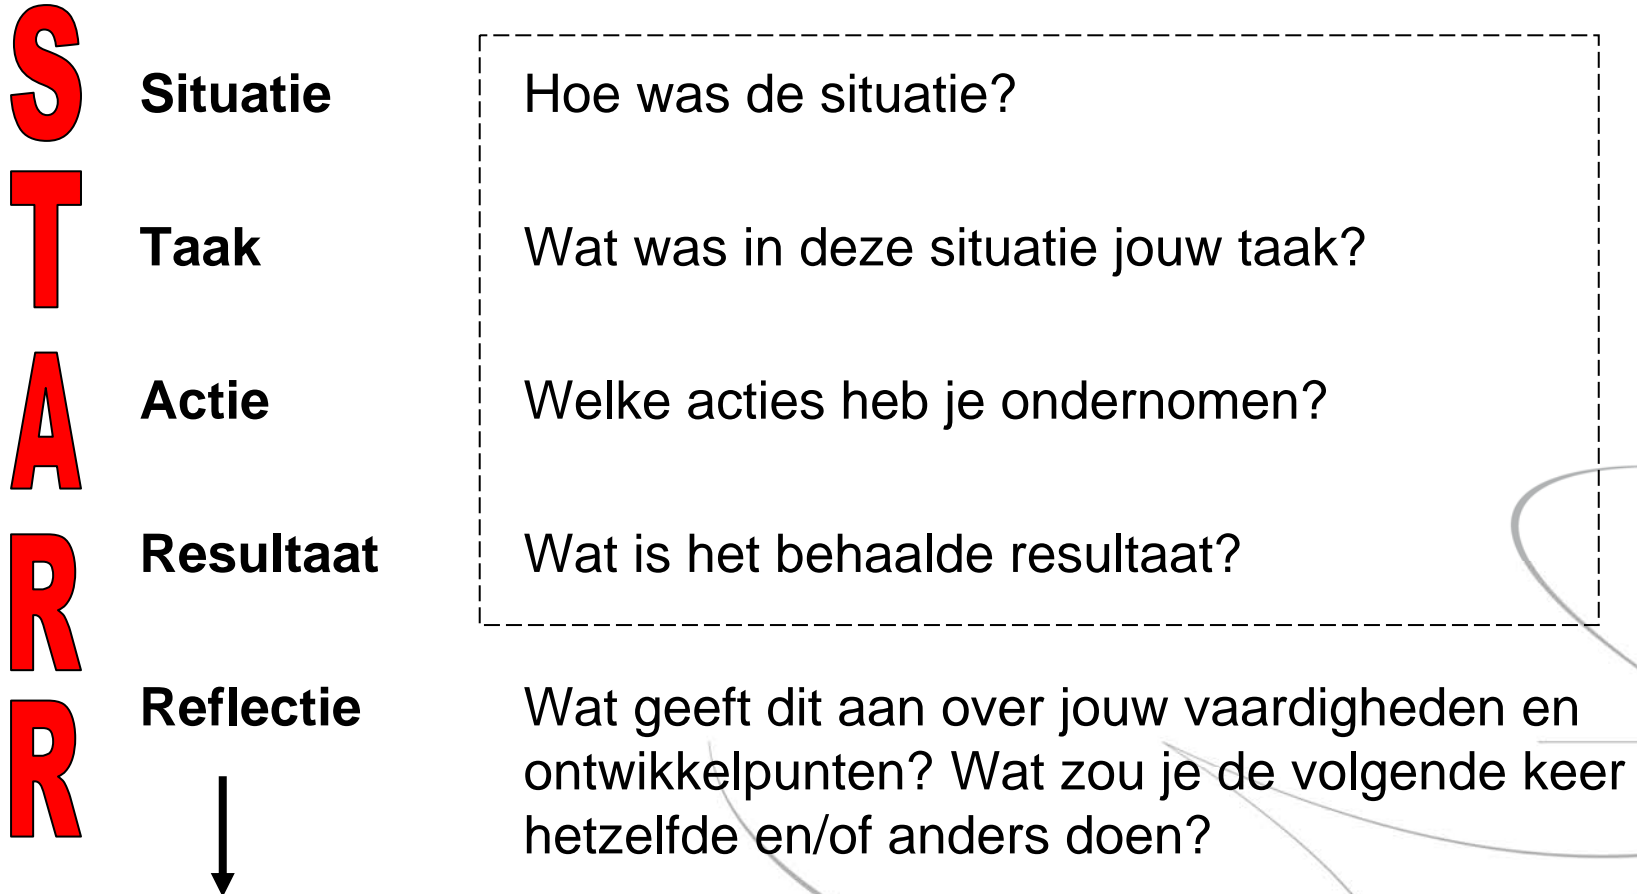 STARR
Situatie Hoe was de situatie?
Taak Wat was in deze situatie jouw taak?
Actie Welke acties heb je ondernomen?
Resultaat Wat is het behaalde resultaat?
Reflectie Wat geeft dit aan over jouw vaardigheden en
ontwikkelpunten? Wat zou je de volgende keer
hetzelfde en/of anders doen?